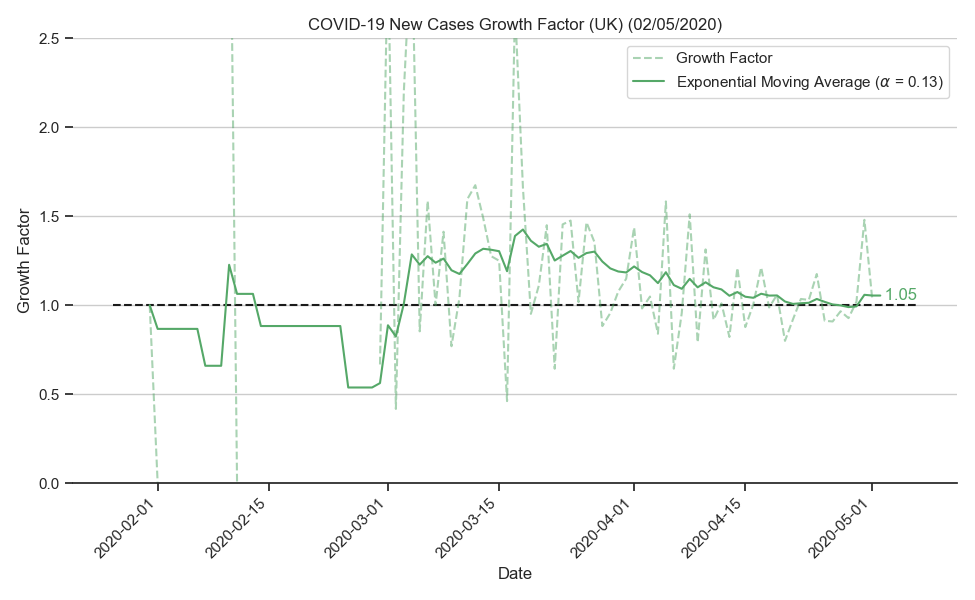 COVID-19 New Cases Growth Factor (UK) (02/05/2020)
Growth Factor
Exponential Moving Average (α = 0.13)
2.5
2.0
1.5
1.0
0.5
0.0
Growth Factor
1.05
2020-02-01
2020-02-15
2020-03-01
2020-03-15
2020-04-01
2020-04-15
2020-05-01
Date